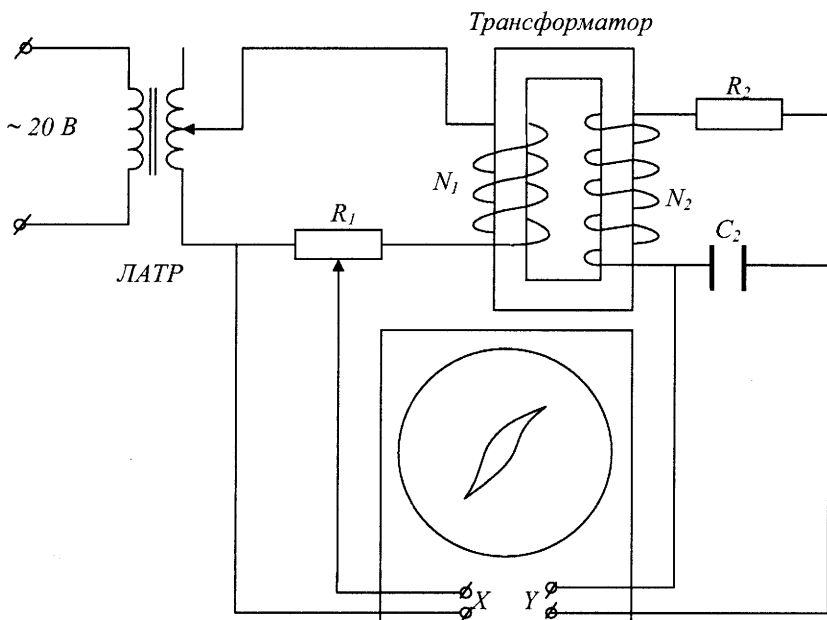 Трансформатор
R₂
~ 20 В
N₁
N₂
R₁
C₂
ЛАТР
X Y